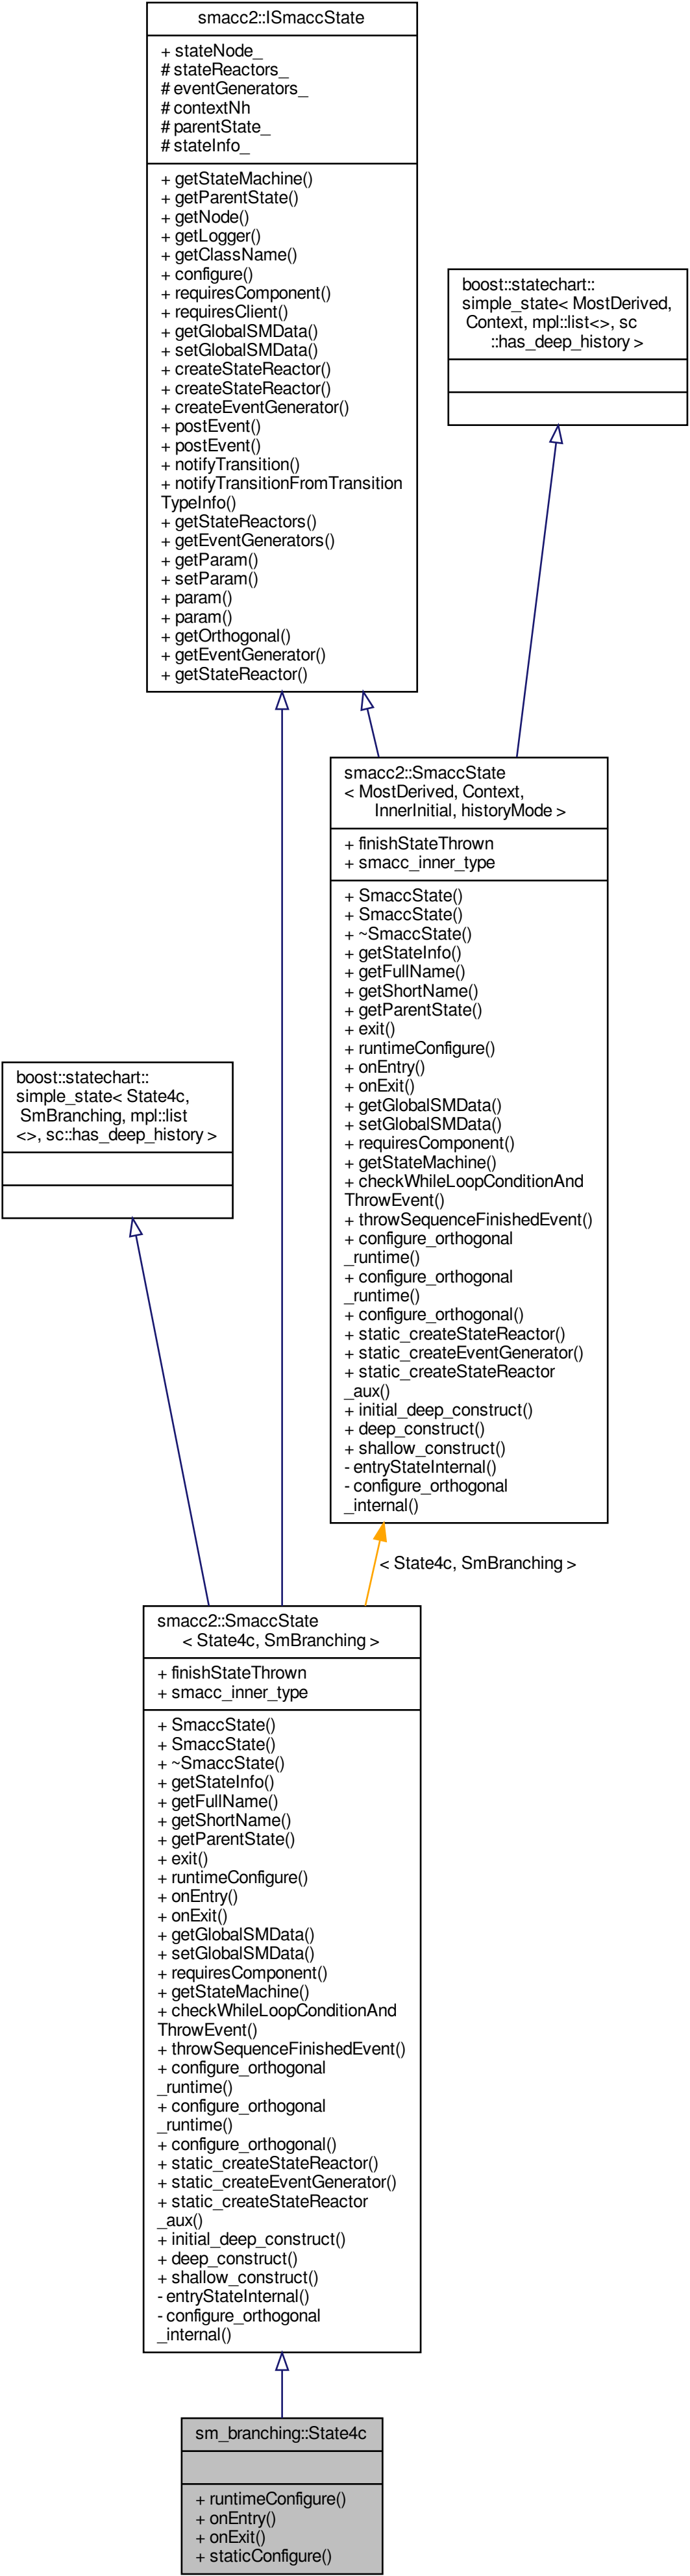 smacc2::ISmaccState
+ stateNode_
# stateReactors_
# eventGenerators_
# contextNh
# parentState_
# stateInfo_
+ getStateMachine()
+ getParentState()
+ getNode()
+ getLogger()
+ getClassName()
+ configure()
+ requiresComponent()
+ requiresClient()
+ getGlobalSMData()
+ setGlobalSMData()
+ createStateReactor()
+ createStateReactor()
+ createEventGenerator()
+ postEvent()
+ postEvent()
+ notifyTransition()
+ notifyTransitionFromTransition
TypeInfo()
+ getStateReactors()
+ getEventGenerators()
+ getParam()
+ setParam()
+ param()
+ param()
+ getOrthogonal()
+ getEventGenerator()
+ getStateReactor()
boost::statechart::
simple_state< MostDerived,
Context, mpl::list<>, sc
::has_deep_history >
smacc2::SmaccState
< MostDerived, Context,
InnerInitial, historyMode >
+ finishStateThrown
+ smacc_inner_type
+ SmaccState()
+ SmaccState()
+ ~SmaccState()
+ getStateInfo()
+ getFullName()
+ getShortName()
+ getParentState()
+ exit()
+ runtimeConfigure()
+ onEntry()
+ onExit()
+ getGlobalSMData()
+ setGlobalSMData()
+ requiresComponent()
+ getStateMachine()
+ checkWhileLoopConditionAnd
ThrowEvent()
+ throwSequenceFinishedEvent()
+ configure_orthogonal
_runtime()
+ configure_orthogonal
_runtime()
+ configure_orthogonal()
+ static_createStateReactor()
+ static_createEventGenerator()
+ static_createStateReactor
_aux()
+ initial_deep_construct()
+ deep_construct()
+ shallow_construct()
- entryStateInternal()
- configure_orthogonal
_internal()
boost::statechart::
simple_state< State4c,
SmBranching, mpl::list
<>, sc::has_deep_history >
< State4c, SmBranching >
smacc2::SmaccState
< State4c, SmBranching >
+ finishStateThrown
+ smacc_inner_type
+ SmaccState()
+ SmaccState()
+ ~SmaccState()
+ getStateInfo()
+ getFullName()
+ getShortName()
+ getParentState()
+ exit()
+ runtimeConfigure()
+ onEntry()
+ onExit()
+ getGlobalSMData()
+ setGlobalSMData()
+ requiresComponent()
+ getStateMachine()
+ checkWhileLoopConditionAnd
ThrowEvent()
+ throwSequenceFinishedEvent()
+ configure_orthogonal
_runtime()
+ configure_orthogonal
_runtime()
+ configure_orthogonal()
+ static_createStateReactor()
+ static_createEventGenerator()
+ static_createStateReactor
_aux()
+ initial_deep_construct()
+ deep_construct()
+ shallow_construct()
- entryStateInternal()
- configure_orthogonal
_internal()
sm_branching::State4c
+ runtimeConfigure()
+ onEntry()
+ onExit()
+ staticConfigure()